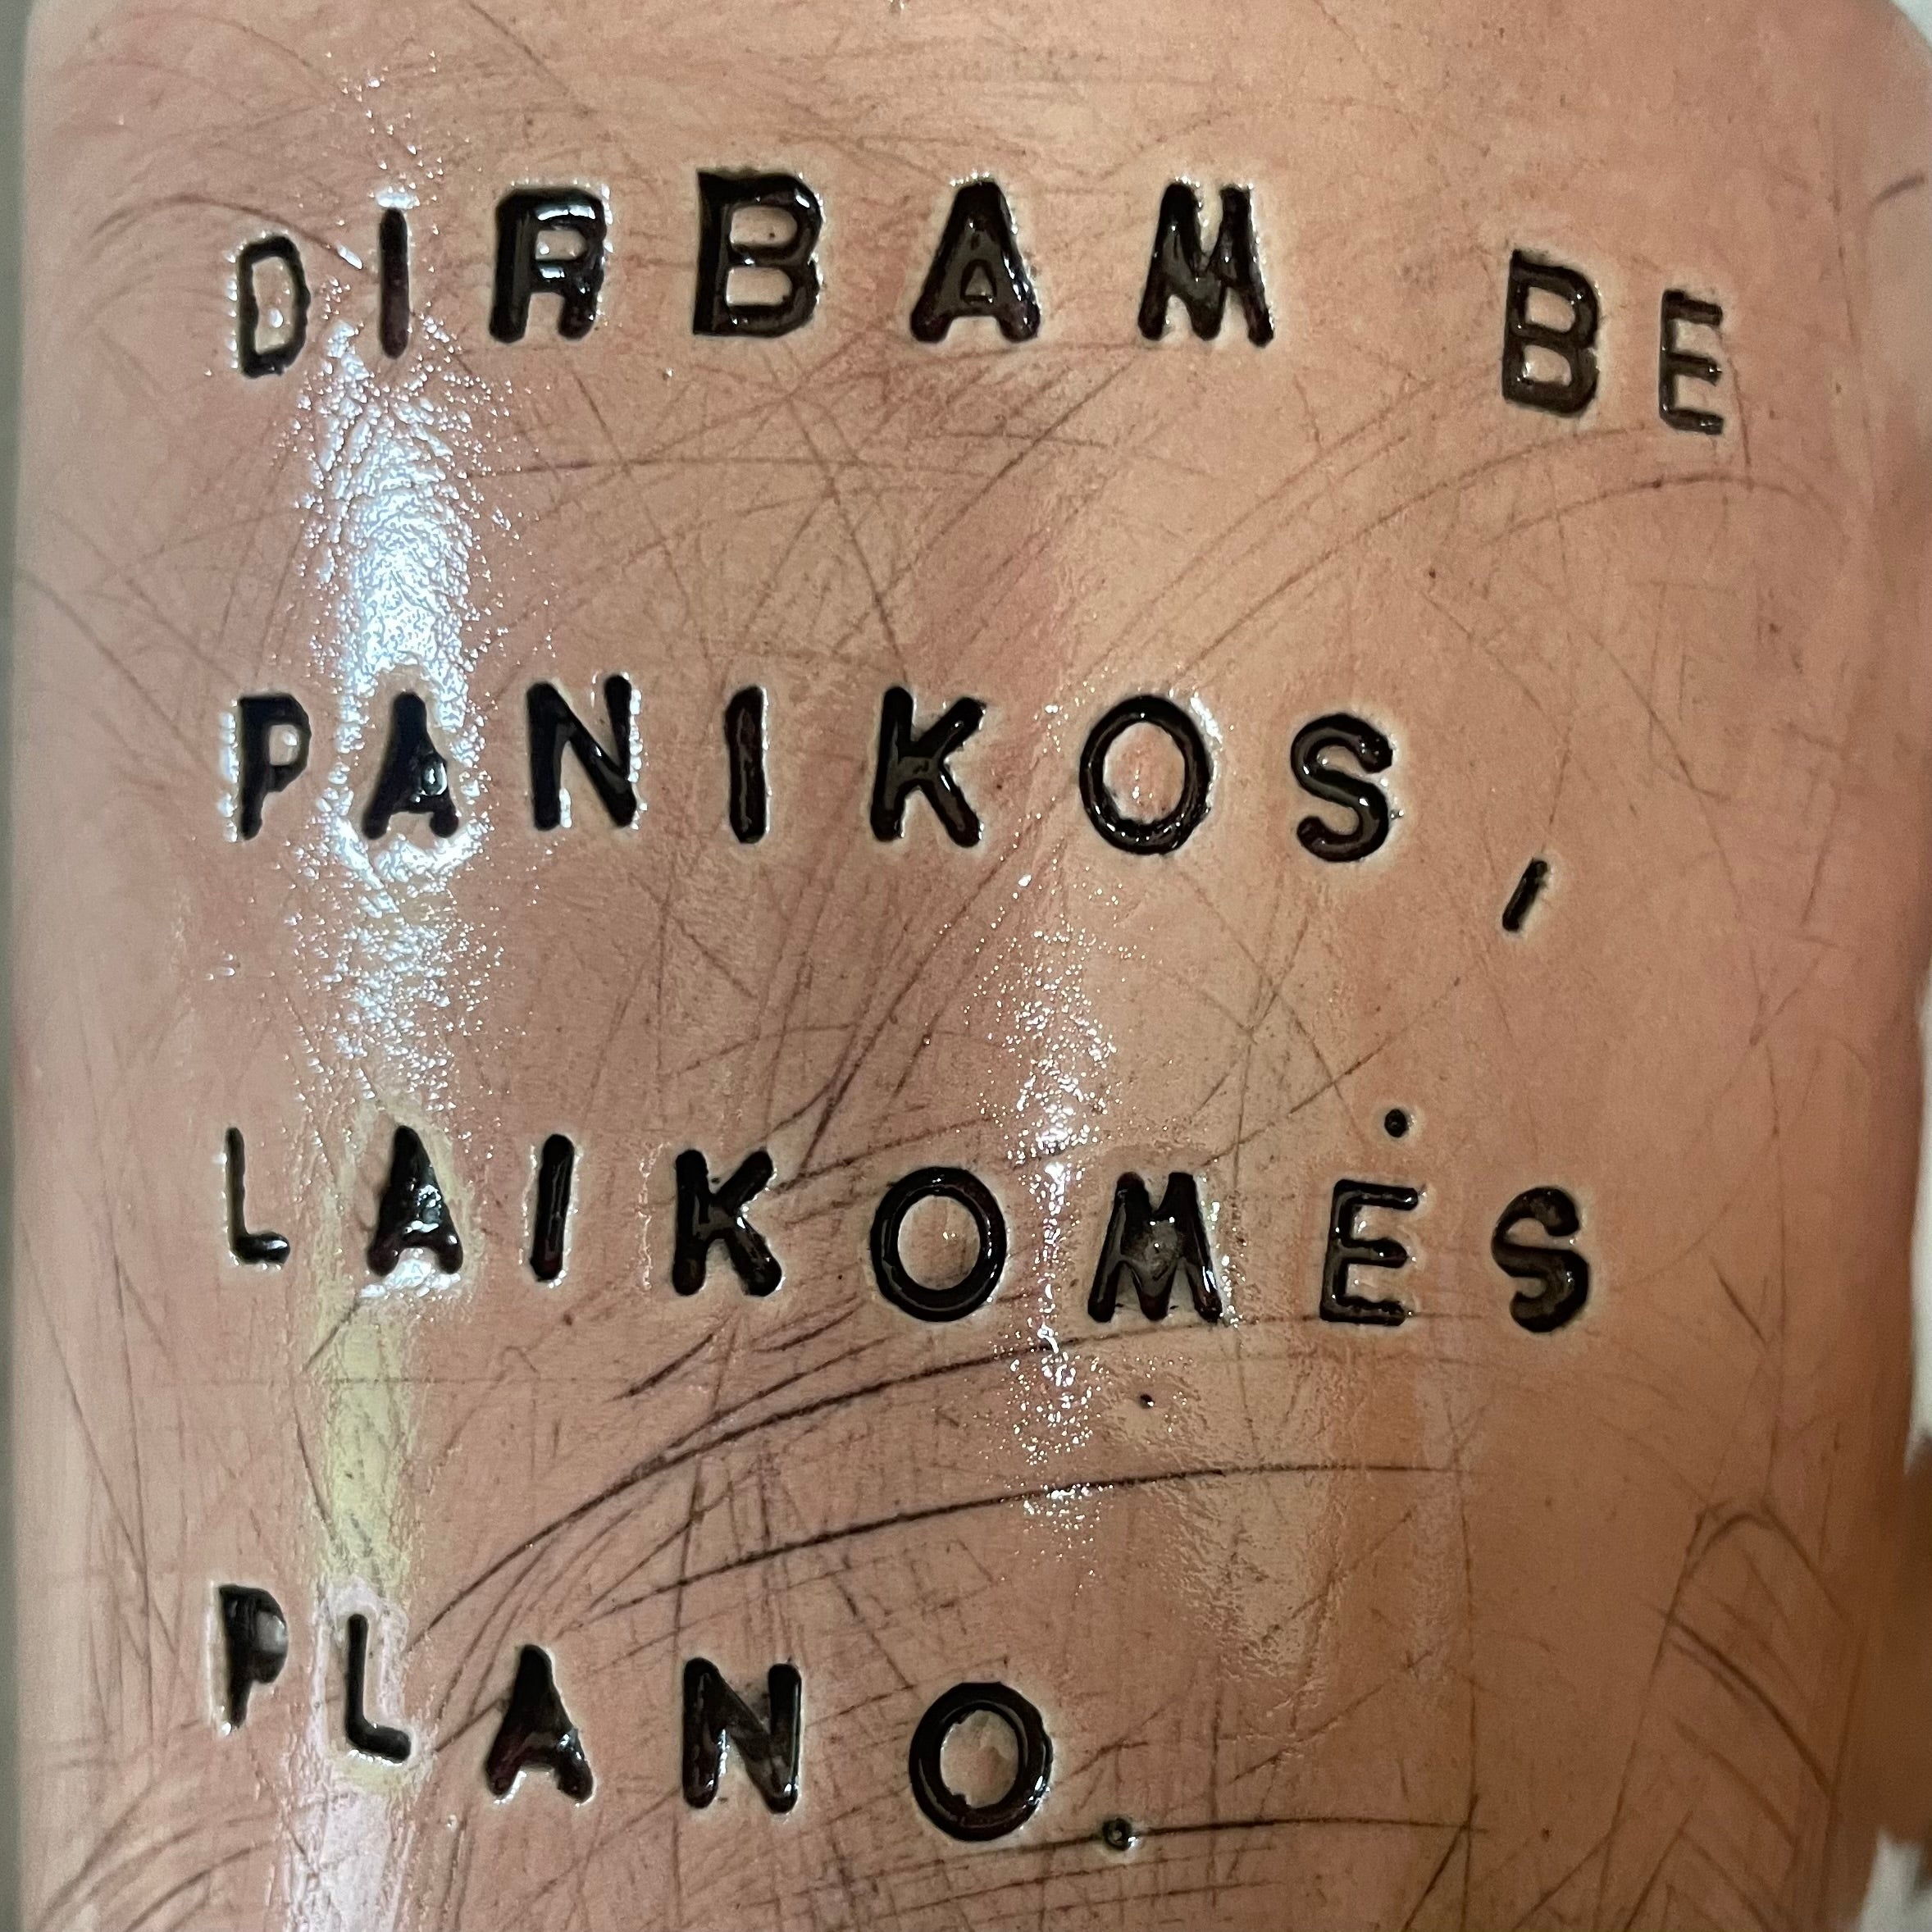 DIRBAM BE
PANIKOS,
LAIKOMĖS
PLANO.